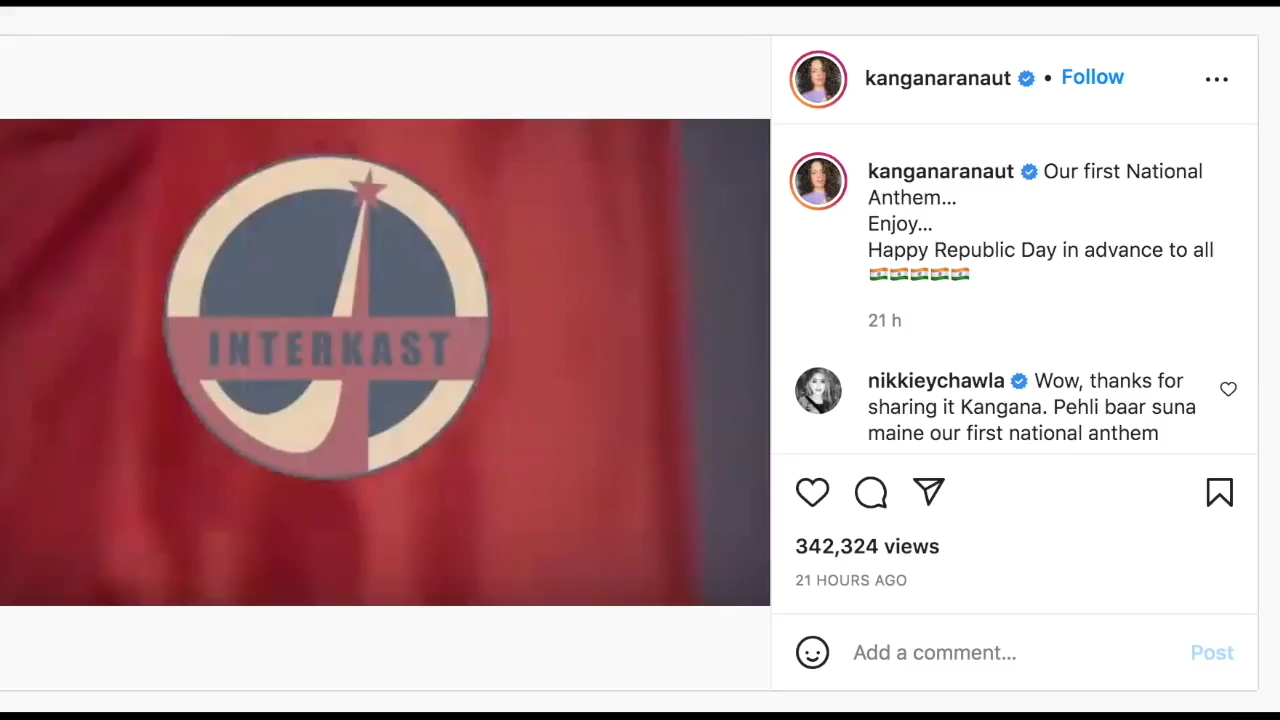 INTERKAST
kanganaranaut • Follow
kanganaranaut Our first National
Anthem...
Enjoy...
Happy Republic Day in advance to all
🇮🇳🇮🇳🇮🇳🇮🇳🇮🇳
21 h
nikkieychawla Wow, thanks for
sharing it Kangana. Pehli baar suna
maine our first national anthem
342,324 views
21 HOURS AGO
Add a comment...
Post